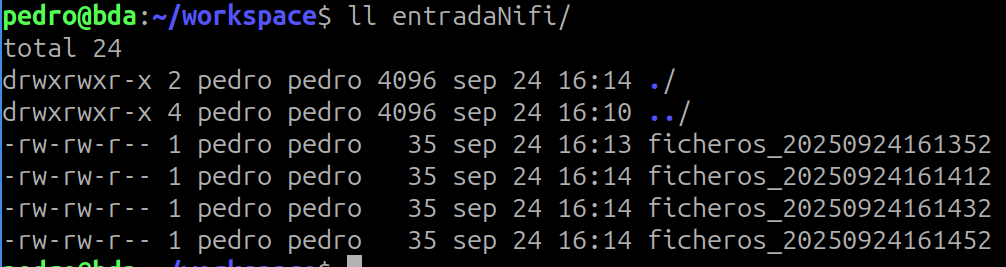 pedro@bda:~/workspace$ ll entradaNifi/
total 24
drwxrwxr-x 2 pedro pedro 4096 sep 24 16:14 ./
drwxrwxr-x 4 pedro pedro 4096 sep 24 16:10 ../
-rw-rw-r-- 1 pedro pedro   35 sep 24 16:13 ficheros_20250924161352
-rw-rw-r-- 1 pedro pedro   35 sep 24 16:14 ficheros_20250924161412
-rw-rw-r-- 1 pedro pedro   35 sep 24 16:14 ficheros_20250924161432
-rw-rw-r-- 1 pedro pedro   35 sep 24 16:14 ficheros_20250924161452
pedro@bda:~/workspace$